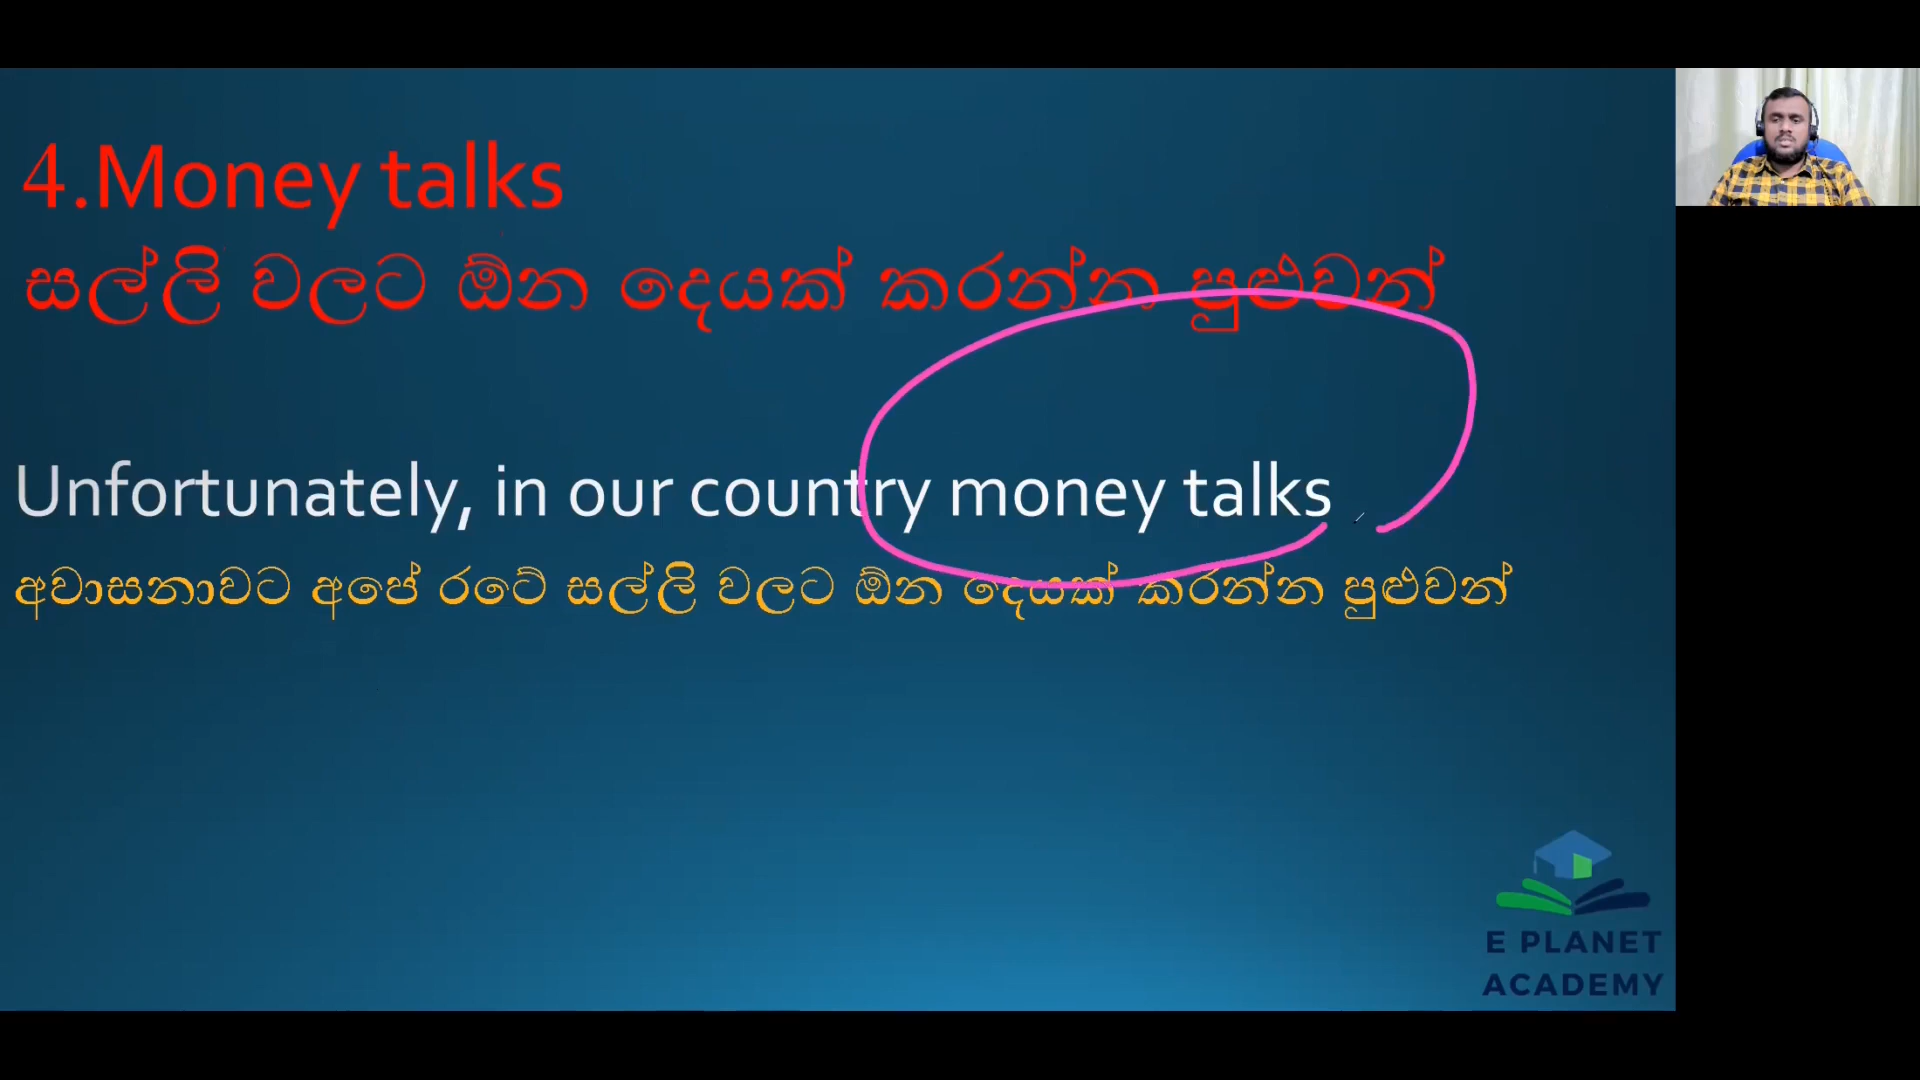 4.Money talks
සල්ලි වලට ඕන දෙයක් කරන්න පුළුවන්
Unfortunately, in our country money talks
අවාසනාවට අපේ රටේ සල්ලි වලට ඕන දෙයක් කරන්න පුළුවන්
E PLANET
ACADEMY